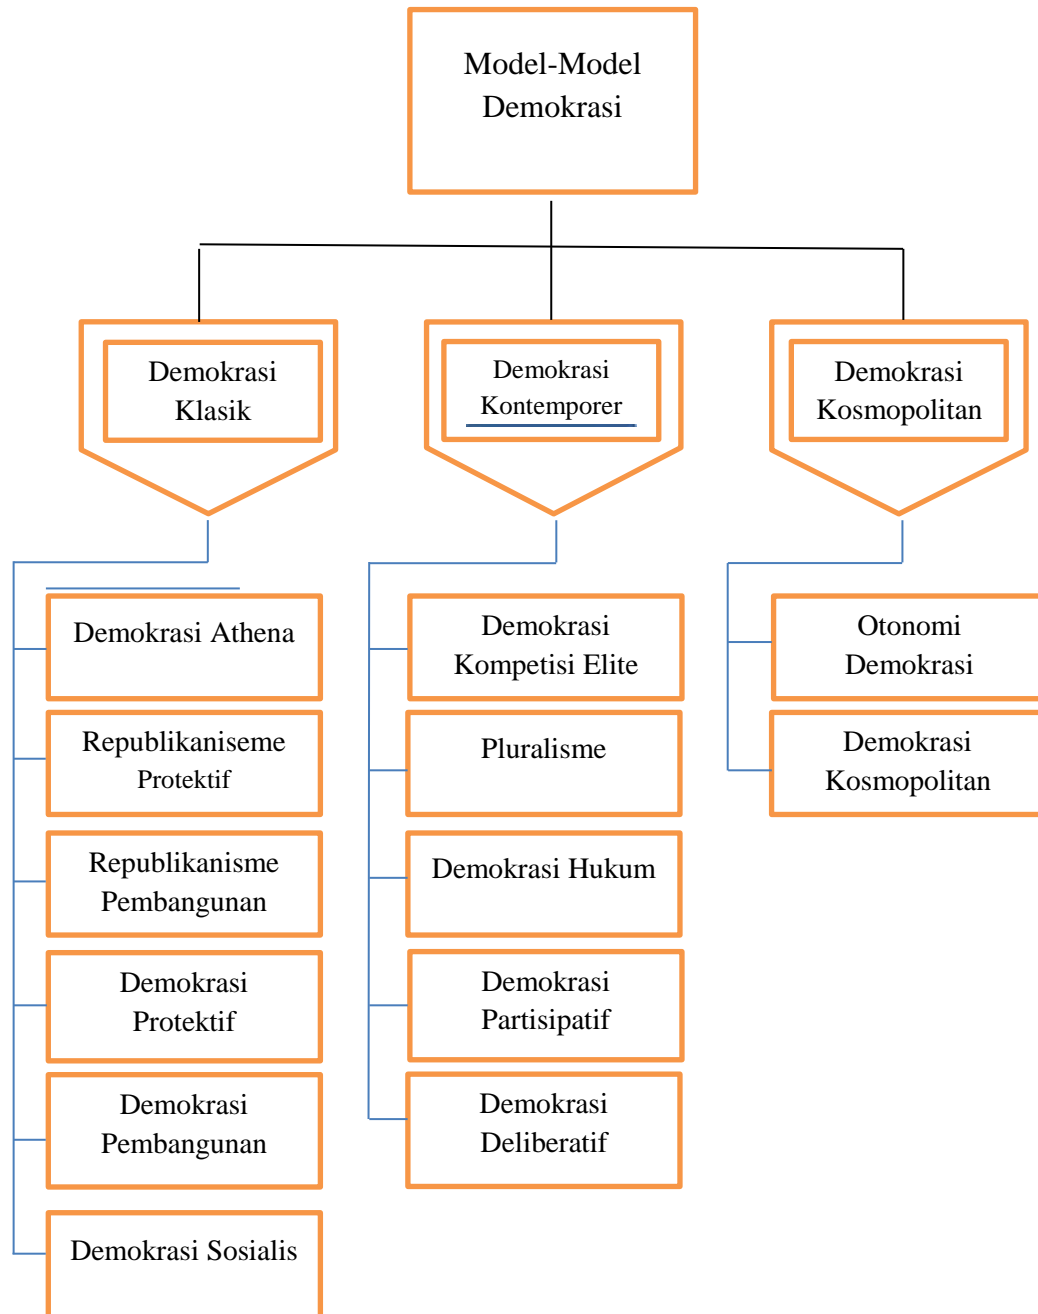 Model-Model
Demokrasi
Demokrasi
Klasik
Demokrasi
Kontemporer
Demokrasi
Kosmopolitan
Demokrasi Athena
Republikaniseme
Protektif
Republikanisme
Pembangunan
Demokrasi
Protektif
Demokrasi
Pembangunan
Demokrasi Sosialis
Demokrasi
Kompetisi Elite
Pluralisme
Demokrasi Hukum
Demokrasi
Partisipatif
Demokrasi
Deliberatif
Otonomi
Demokrasi
Demokrasi
Kosmopolitan